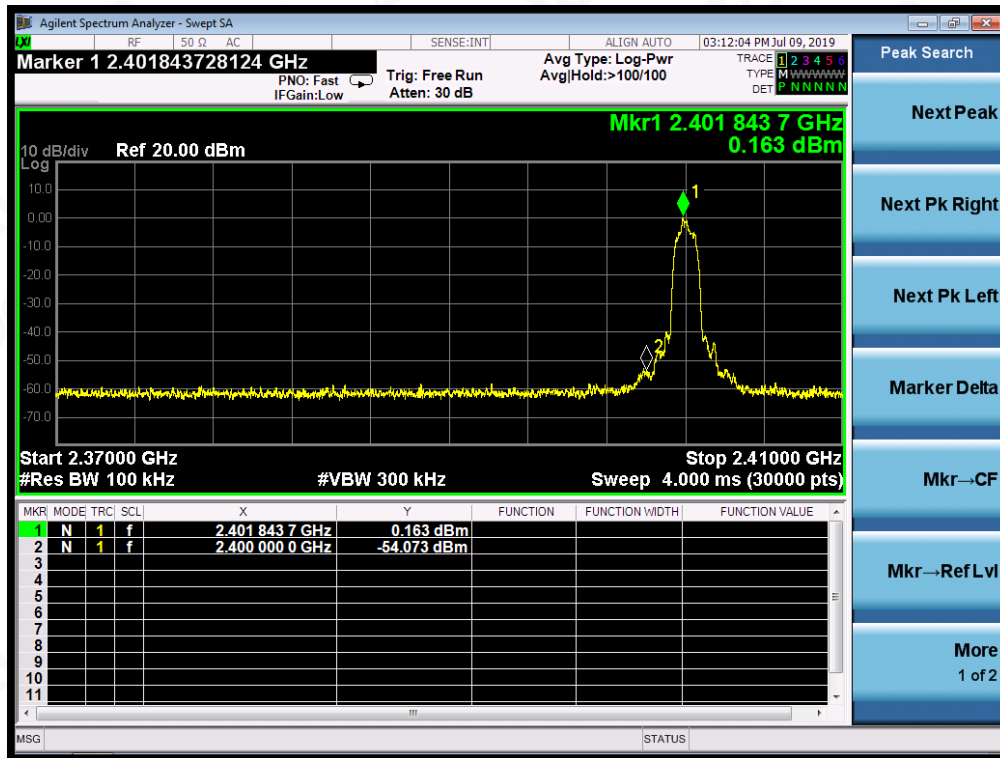 Agilent Spectrum Analyzer - Swept SA
LXI RF 50 Ω AC SENSE:INT ALIGN AUTO 03:12:04 PM Jul 09, 2019
Marker 1 2.401843728124 GHz
PNO: Fast
IFGain:Low
Trig: Free Run
Atten: 30 dB
Avg Type: Log-Pwr
Avg|Hold:>100/100
TRACE 1 2 3 4 5 6
TYPE M W W W W W
DET P N N N N N
Mkr1 2.401 843 7 GHz
0.163 dBm
10 dB/div Ref 20.00 dBm
Log
10.0
0.00
-10.0
-20.0
-30.0
-40.0
-50.0
-60.0
-70.0
1
2
Start 2.37000 GHz Stop 2.41000 GHz
#Res BW 100 kHz #VBW 300 kHz Sweep 4.000 ms (30000 pts)
MKR MODE TRC SCL X Y FUNCTION FUNCTION WIDTH FUNCTION VALUE
1 N 1 f 2.401 843 7 GHz 0.163 dBm
2 N 1 f 2.400 000 0 GHz -54.073 dBm
3
4
5
6
7
8
9
10
11
MSG STATUS
Peak Search
Next Peak
Next Pk Right
Next Pk Left
Marker Delta
Mkr→CF
Mkr→Ref Lvl
More
1 of 2